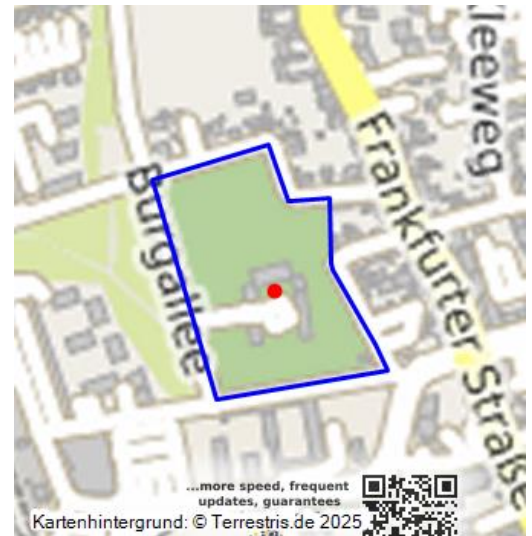 Kleeweg
Frankfurter Straße
Burgallee
...more speed, frequent
updates, guarantees
Kartenhintergrund: © Terrestris.de 2025